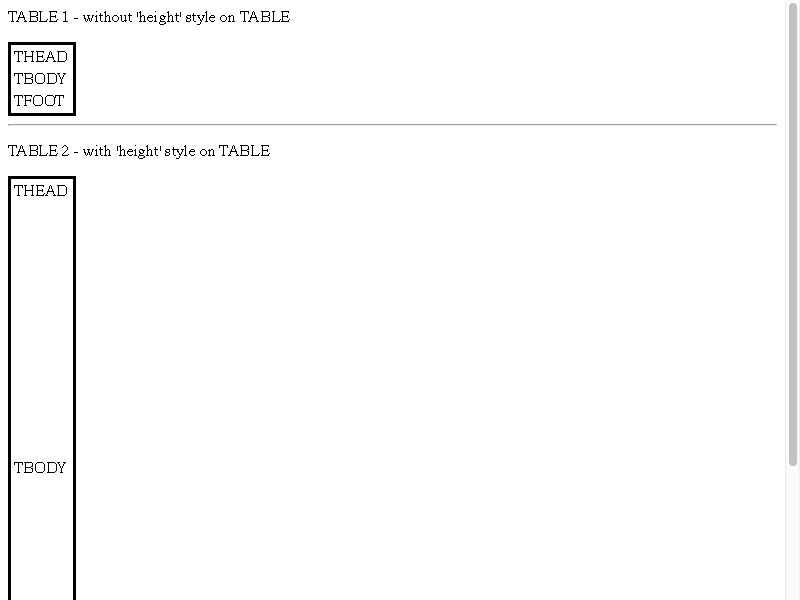 TABLE 1 - without 'height' style on TABLE
THEAD
TBODY
TFOOT
TABLE 2 - with 'height' style on TABLE
THEAD
TBODY